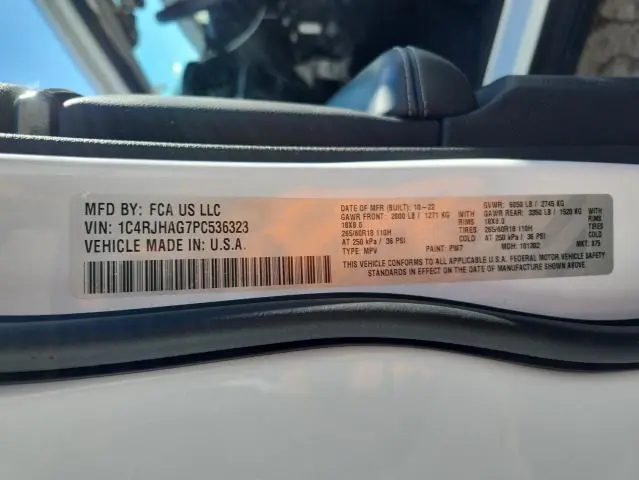 MFD BY: FCA US LLC
VIN: 1C4RJHAG7PC536323
VEHICLE MADE IN: U.S.A.
DATE OF MFR (BUILT): 10-22
GAWR FRONT: 2800 LB / 1271 KG
18X8.0
265/60R18 110H
AT 250 kPa / 36 PSI
TYPE: MPV
PAINT: PW7
GVWR: 6050 LB / 2745 KG
GAWR REAR: 3350 LB / 1520 KG
WITH RIMS 18X8.0 WITH RIMS
TIRES 265/60R18 110H TIRES
COLD AT 250 kPa / 36 PSI COLD
MDH: 101202
MKT: X75
THIS VEHICLE CONFORMS TO ALL APPLICABLE U.S.A. FEDERAL MOTOR VEHICLE SAFETY
STANDARDS IN EFFECT ON THE DATE OF MANUFACTURE SHOWN ABOVE.